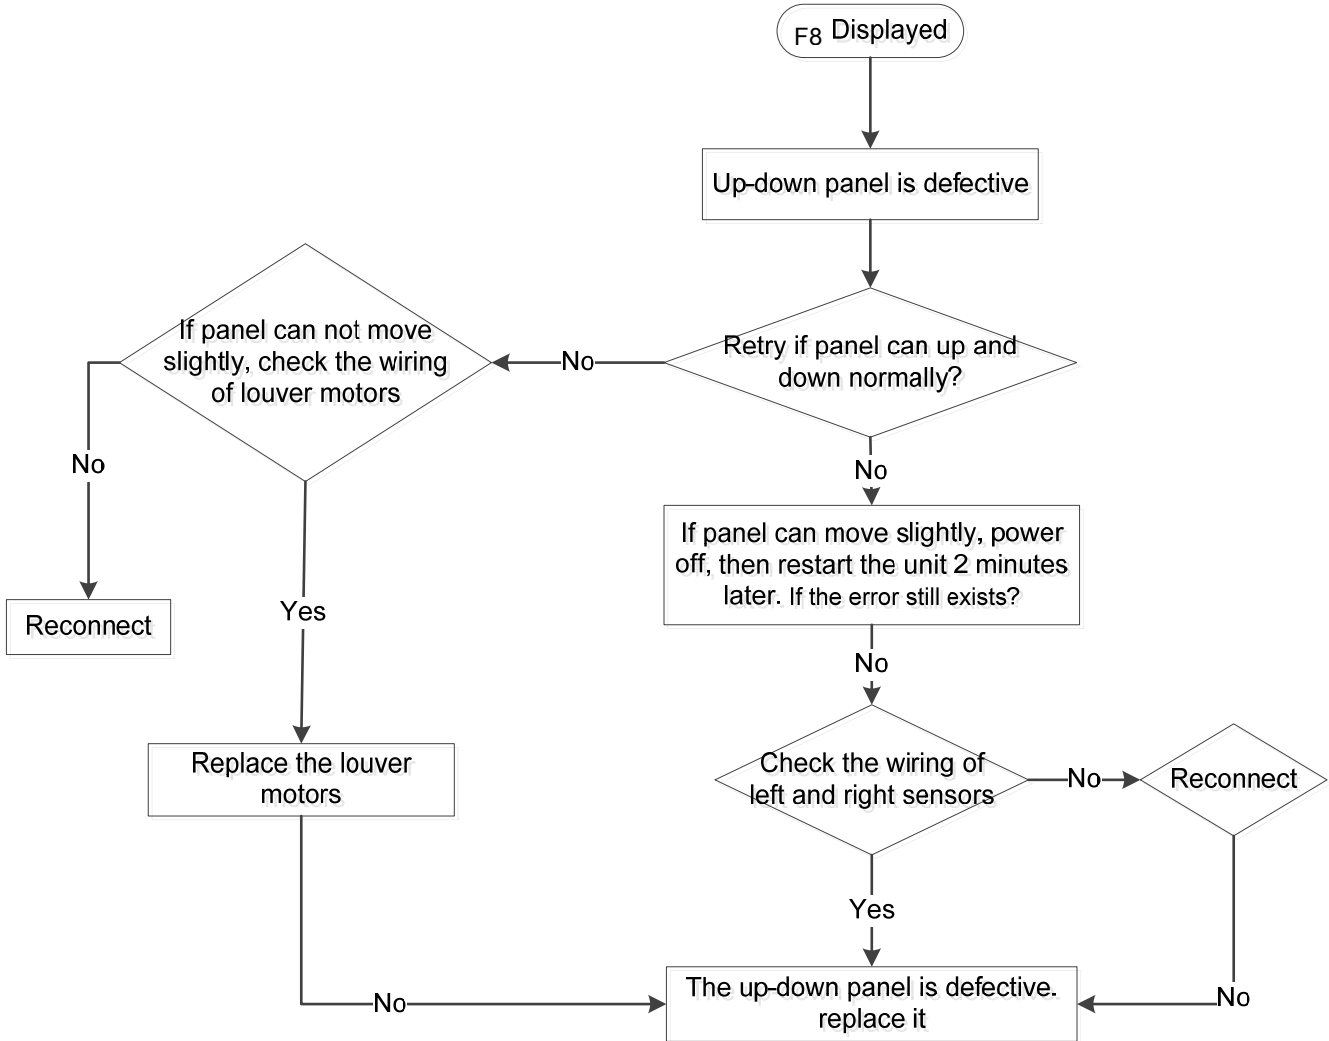 F8 Displayed
Up-down panel is defective
Retry if panel can up and
down normally?
No
If panel can not move
slightly, check the wiring
of louver motors
No
Reconnect
Yes
Replace the louver
motors
No
No
If panel can move slightly, power
off, then restart the unit 2 minutes
later. If the error still exists?
No
Check the wiring of
left and right sensors
No
Reconnect
No
Yes
The up-down panel is defective.
replace it